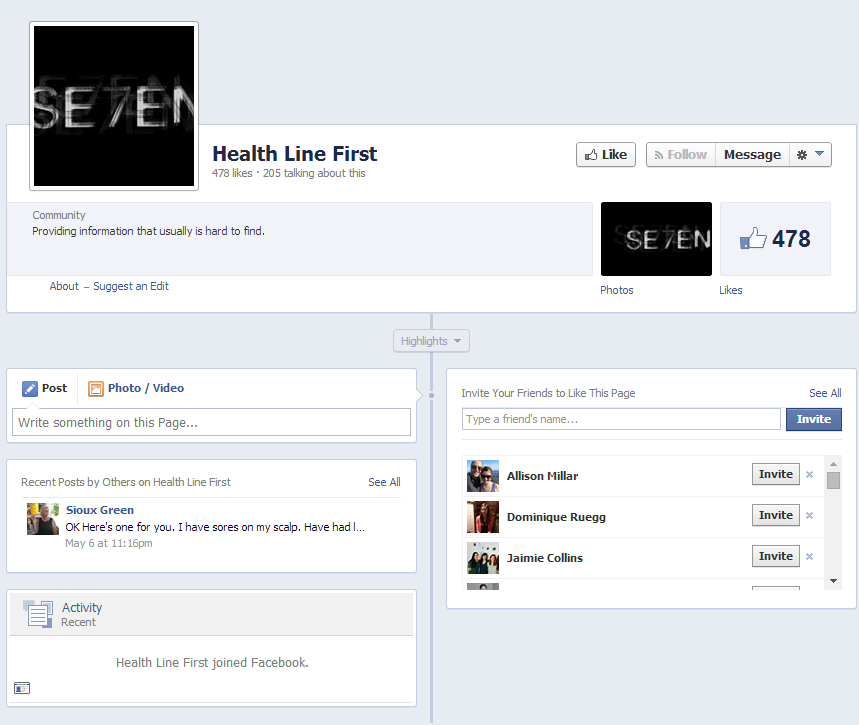 SE7EN
Health Line First
478 likes · 205 talking about this
Like
Follow
Message
Community
Providing information that usually is hard to find.
About – Suggest an Edit
SE7EN
Photos
478
Likes
Highlights
Post
Photo / Video
Write something on this Page...
Recent Posts by Others on Health Line First
See All
Sioux Green
OK Here's one for you. I have sores on my scalp. Have had l...
May 6 at 11:16pm
Activity
Recent
Health Line First joined Facebook.
Invite Your Friends to Like This Page
See All
Type a friend's name...
Invite
Allison Millar
Invite
Dominique Ruegg
Invite
Jaimie Collins
Invite